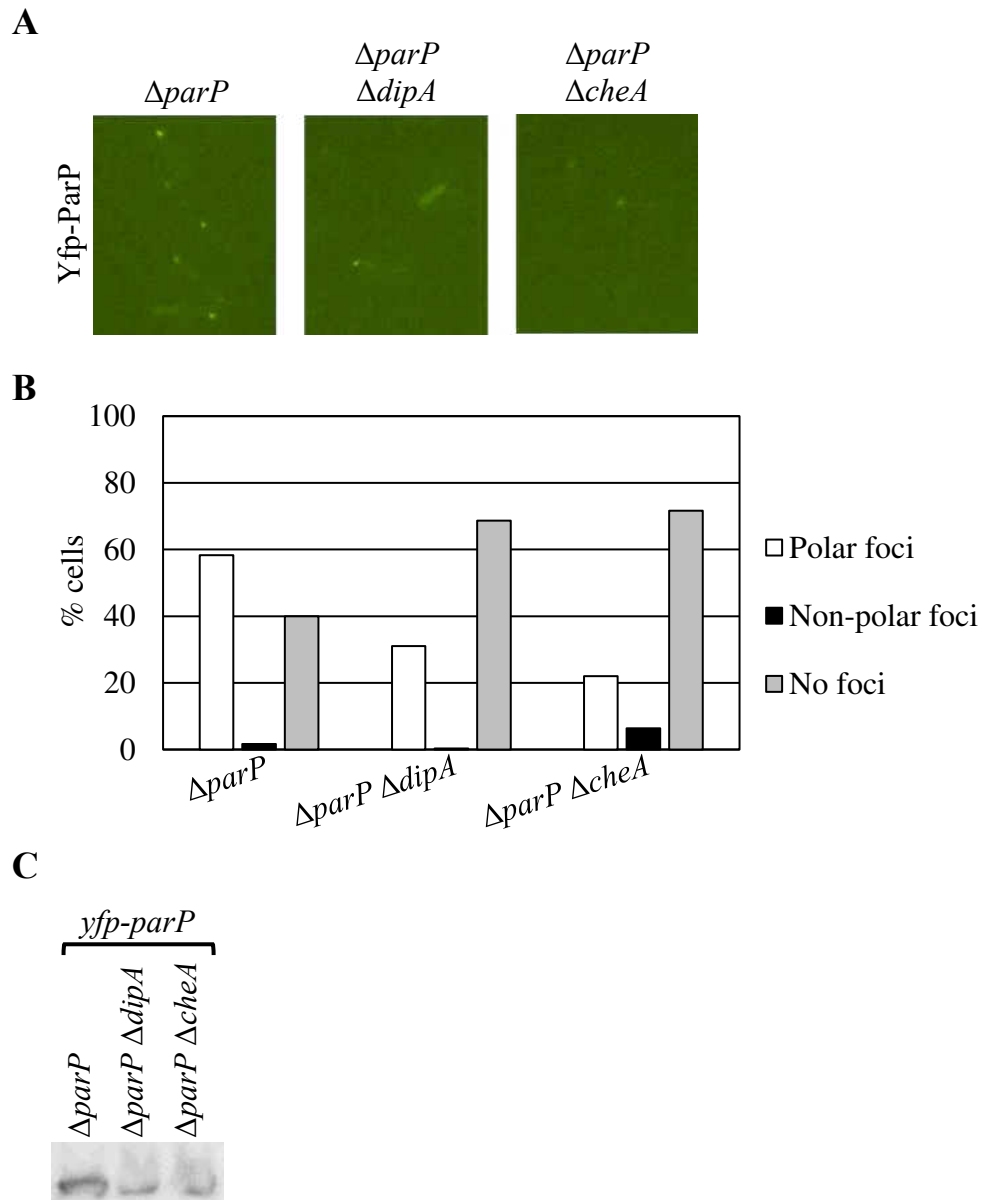 A
ΔparP
ΔparP
ΔdipA
ΔparP
ΔcheA
Yfp-ParP
B
100
80
60
40
20
0
% cells
ΔparP
ΔparP ΔdipA
ΔparP ΔcheA
Polar foci
Non-polar foci
No foci
C
yfp-parP
ΔparP
ΔparP ΔdipA
ΔparP ΔcheA